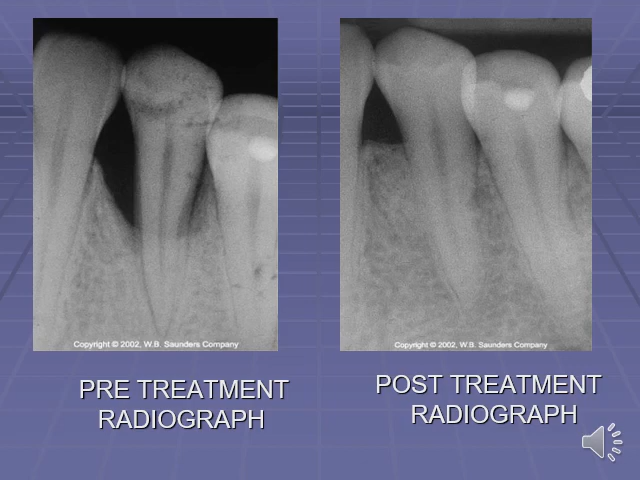 Copyright © 2002, W.B. Saunders Company
Copyright © 2002, W.B. Saunders Company
PRE TREATMENT
RADIOGRAPH
POST TREATMENT
RADIOGRAPH